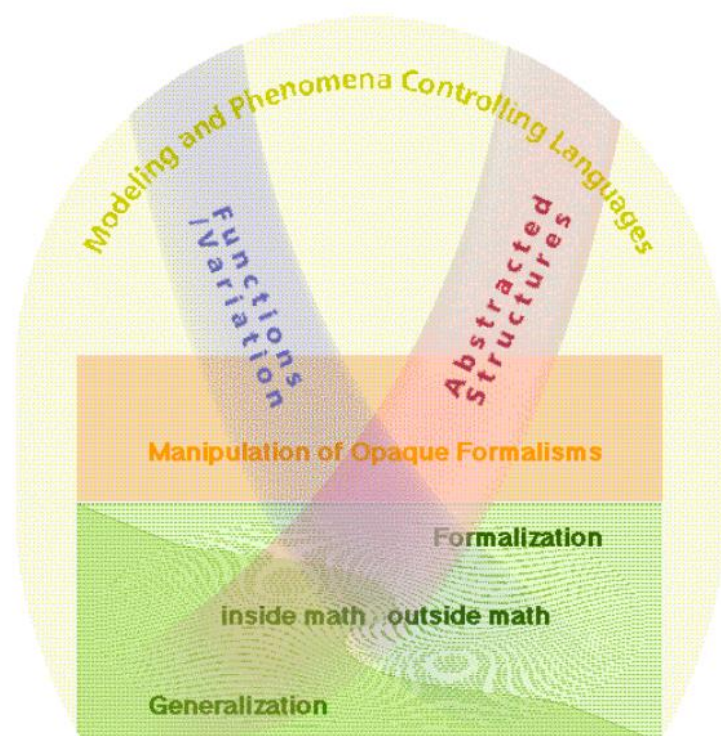 Modeling and Phenomena Controlling Languages
Functions
/Variation
Abstracted
Structures
Manipulation of Opaque Formalisms
Formalization
inside math outside math
Generalization